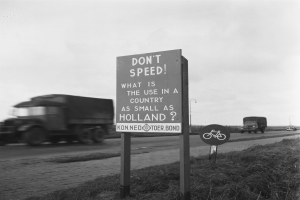 DON'T
SPEED!
WHAT IS
THE USE IN A
COUNTRY
AS SMALL AS
HOLLAND?
KON.NED. TOER.BOND